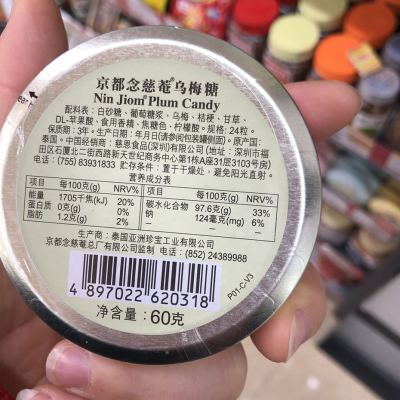 京都念慈菴®乌梅糖
Nin Jiom® Plum Candy
配料表：白砂糖、葡萄糖浆、乌梅、桔梗、甘草、
DL-苹果酸、食用香精、焦糖色、柠檬酸。规格:24粒。
保质期：3年。生产日期：年.月.日(请参阅包装罐侧面)。原产国：
泰国。中国经销商：慈恩食品(深圳)有限公司(深圳市福
田区石厦北二街西路新天世纪商务中心第1栋A座31层3103号房)
电话：(755) 83931833 贮存方法：置于干燥处，避免阳光直射。
营养成分表
项目 每100克(g) NRV% 项目 每100克(g) NRV%
能量 1705千焦(kJ) 20% 碳水化合物 97.6克(g) 33%
蛋白质 0克(g) 0% 钠 124毫克(mg) 6%
脂肪 1.2克(g) 2%
生产商：泰国亚洲珍宝工业有限公司
京都念慈菴总厂有限公司监制 电话：(852) 24389988
4 897022 620318
P01-C-V3
净含量：60克